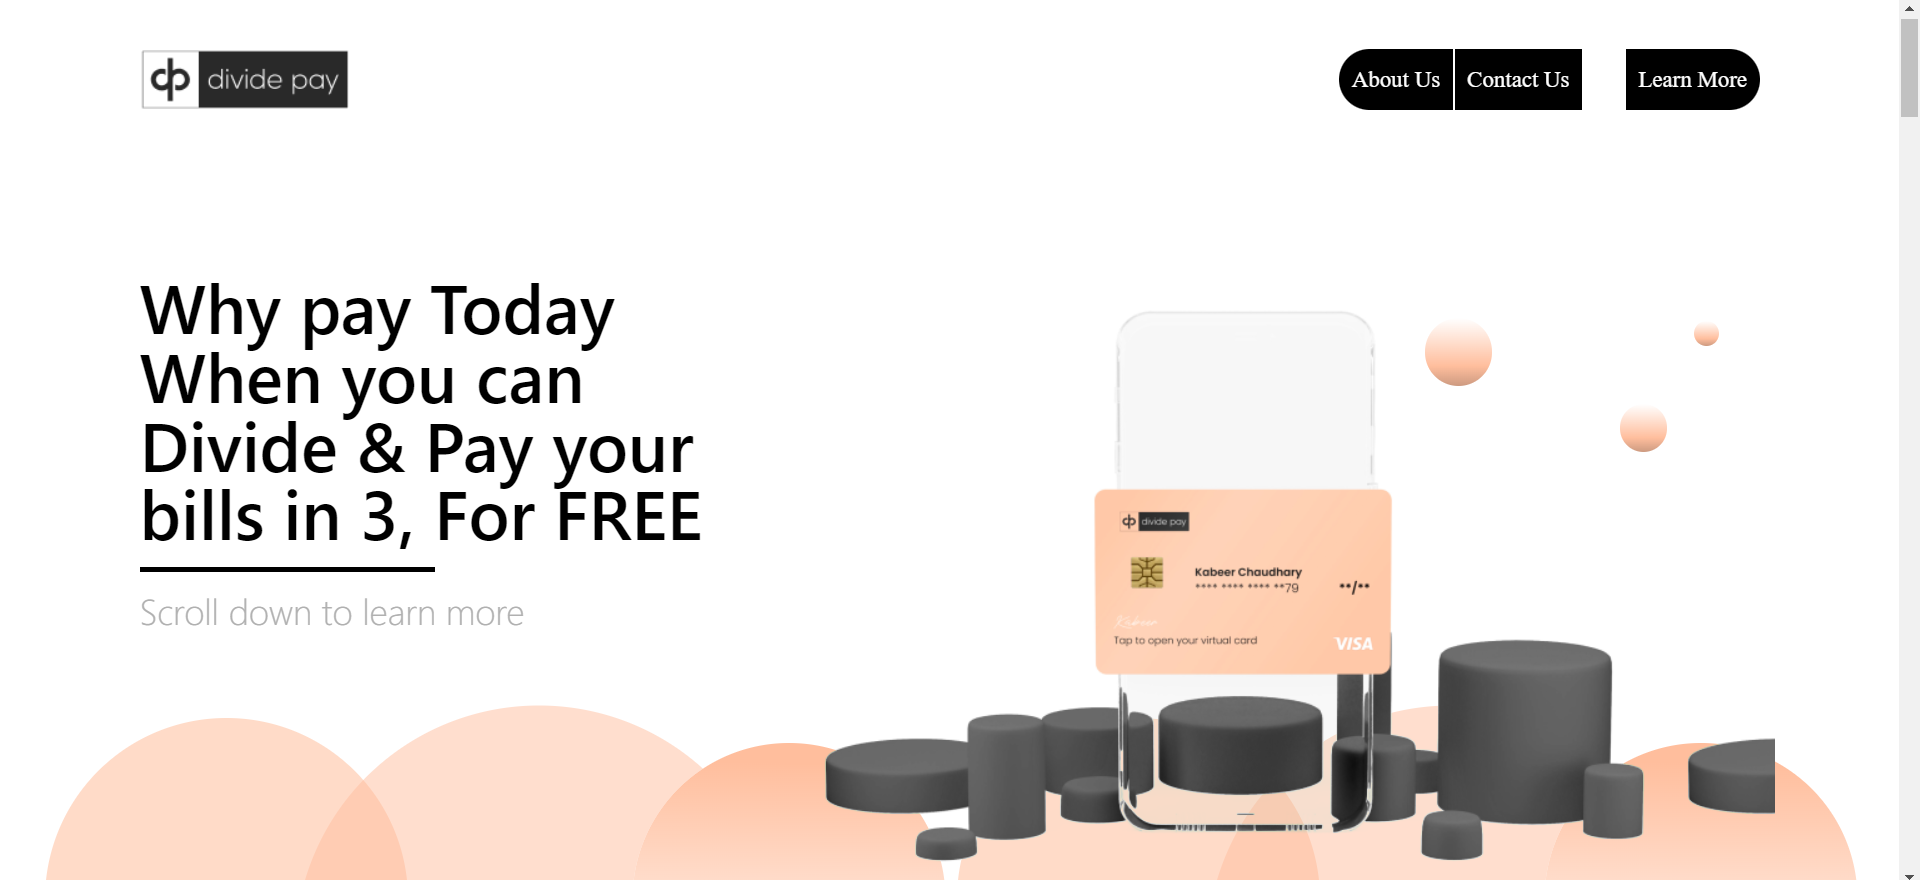 divide pay
About Us
Contact Us
Learn More
Why pay Today
When you can
Divide & Pay your
bills in 3, For FREE
Scroll down to learn more
divide pay
Kabeer Chaudhary
**** **** **** **79
**/**
Kabeer
Tap to open your virtual card
VISA